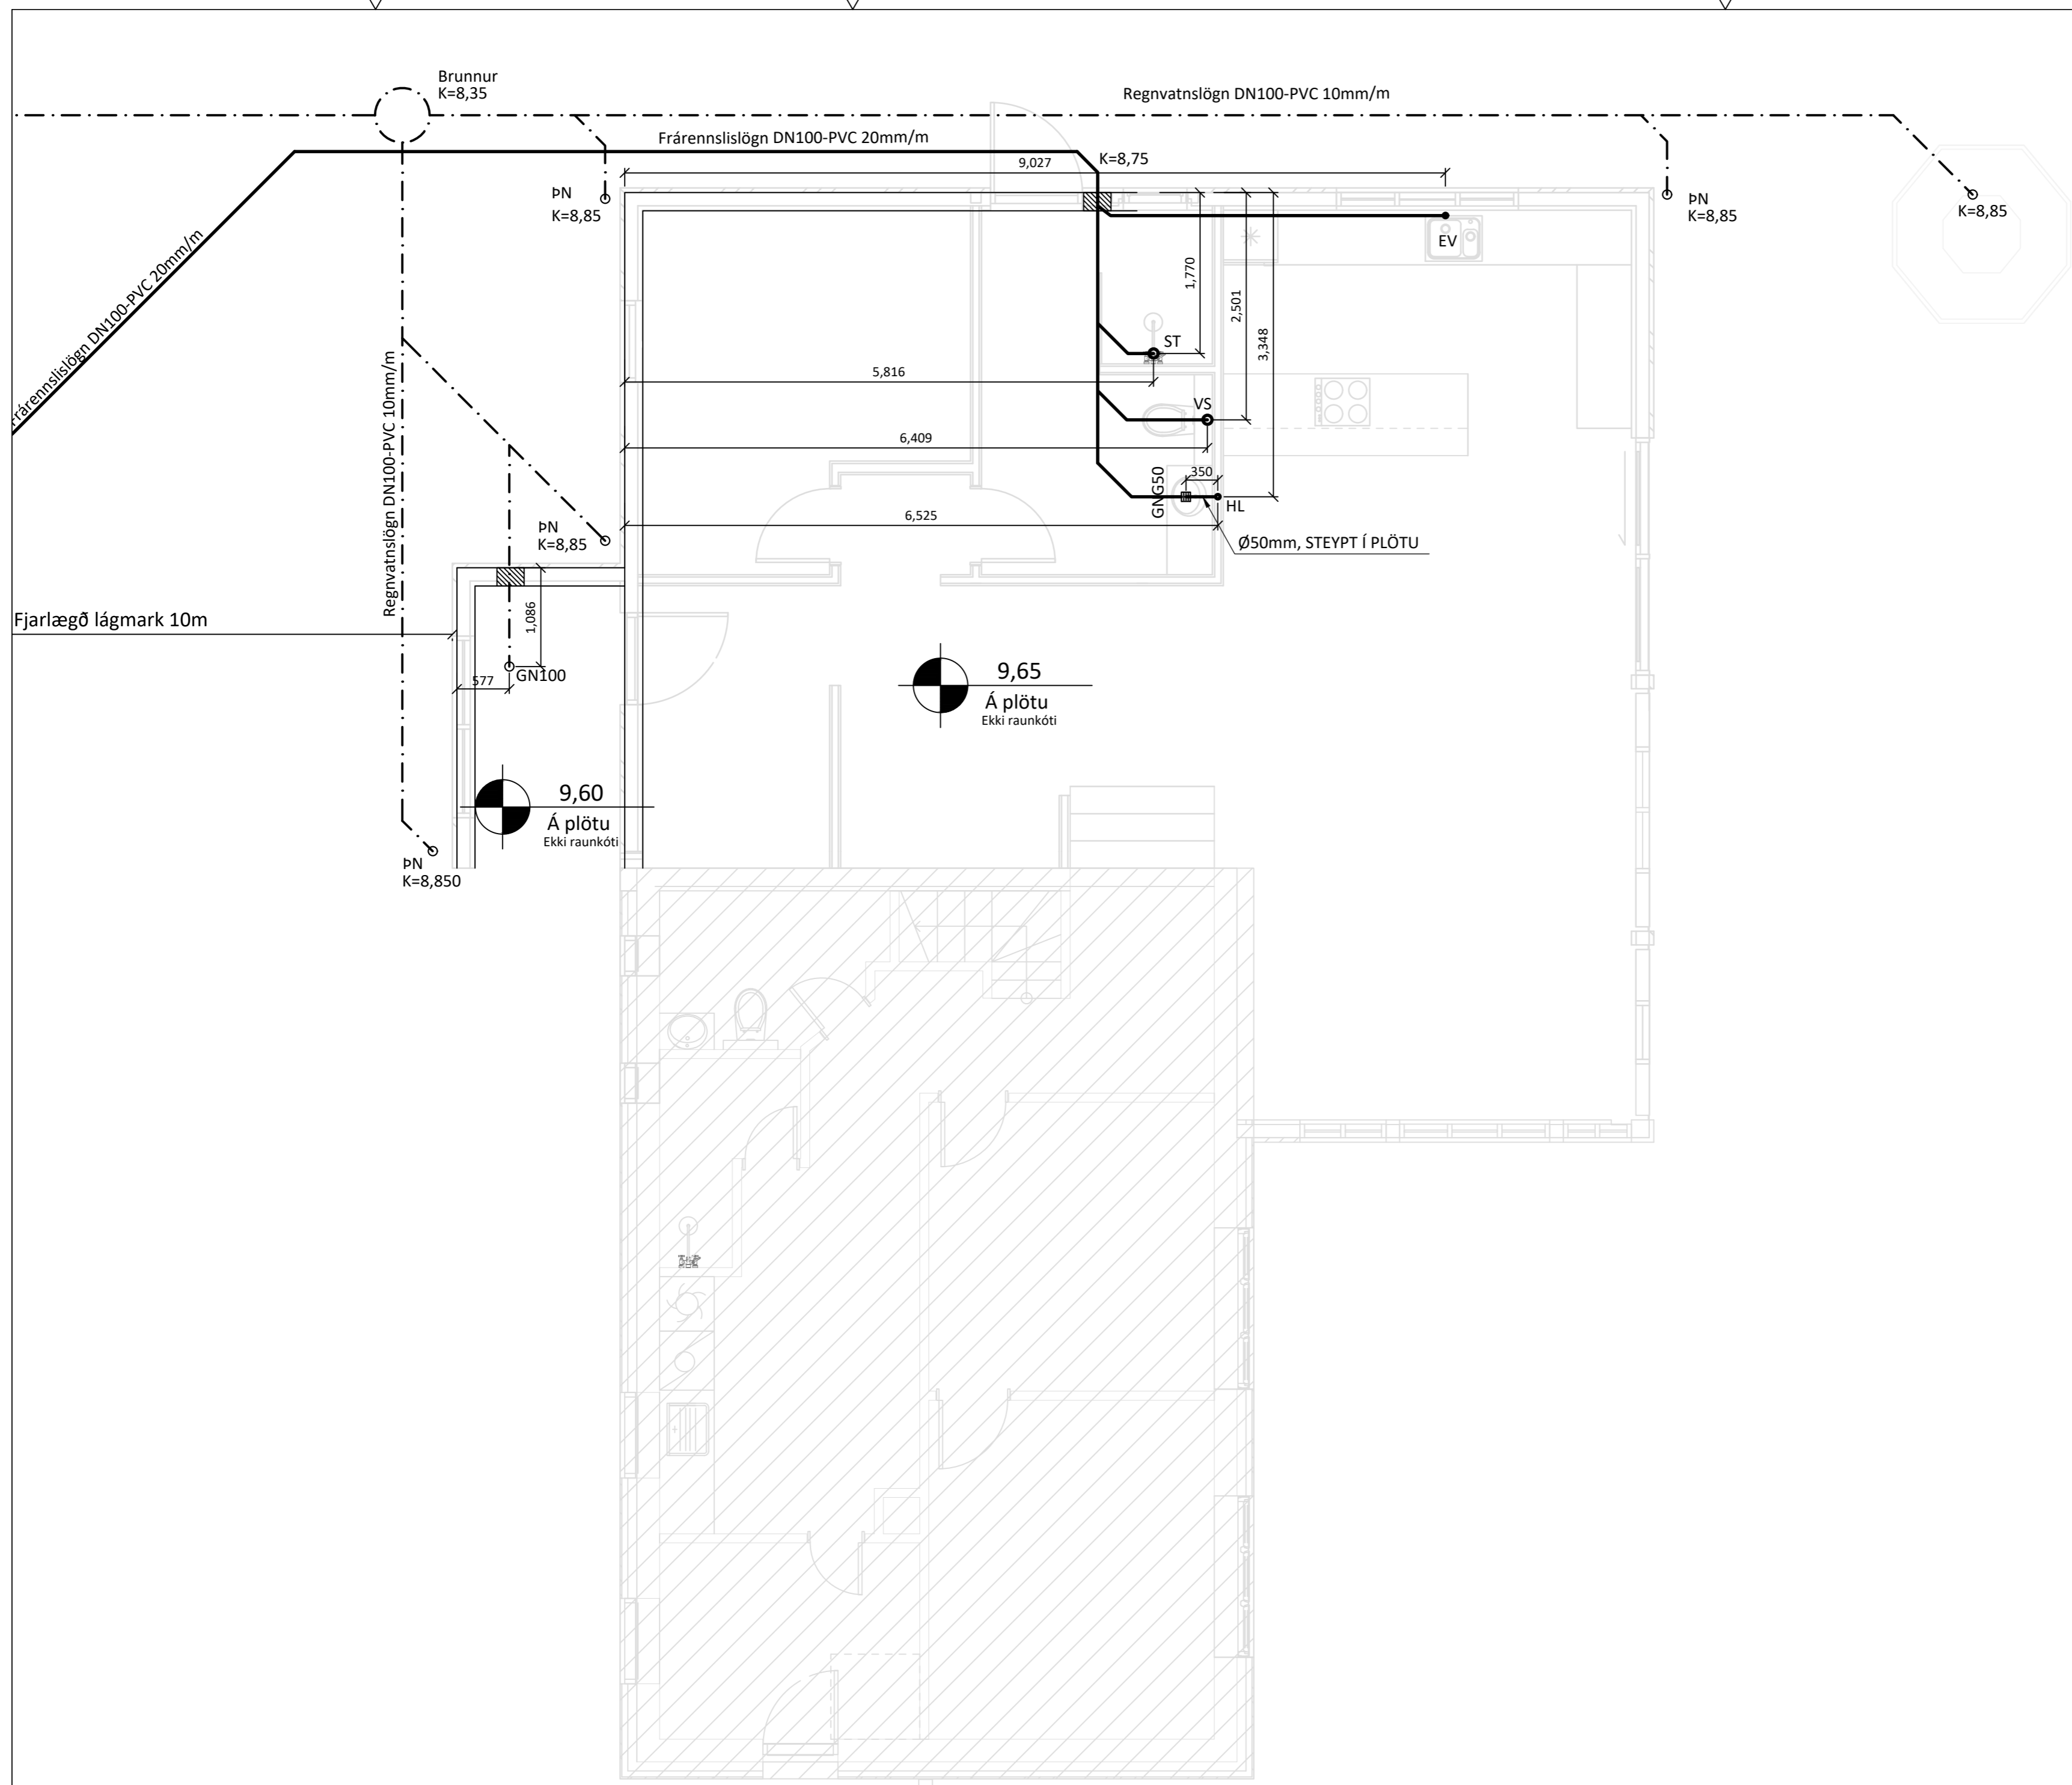 Brunnur
K=8,35
Regnvatnslögn DN100-PVC 10mm/m
Frárennslislögn DN100-PVC 20mm/m
9,027
K=8,75
ÞN
K=8,85
ÞN
K=8,85
K=8,85
EV
1,770
2,501
3,348
ST
5,816
VS
6,409
350
GNG50
HL
6,525
Ø50mm, STEYPT Í PLÖTU
Frárennslislögn DN100-PVC 20mm/m
Regnvatnslögn DN100-PVC 10mm/m
ÞN
K=8,85
Fjarlægð lágmark 10m
1,086
577
GN100
9,65
Á plötu
Ekki raunkóti
9,60
Á plötu
Ekki raunkóti
ÞN
K=8,850